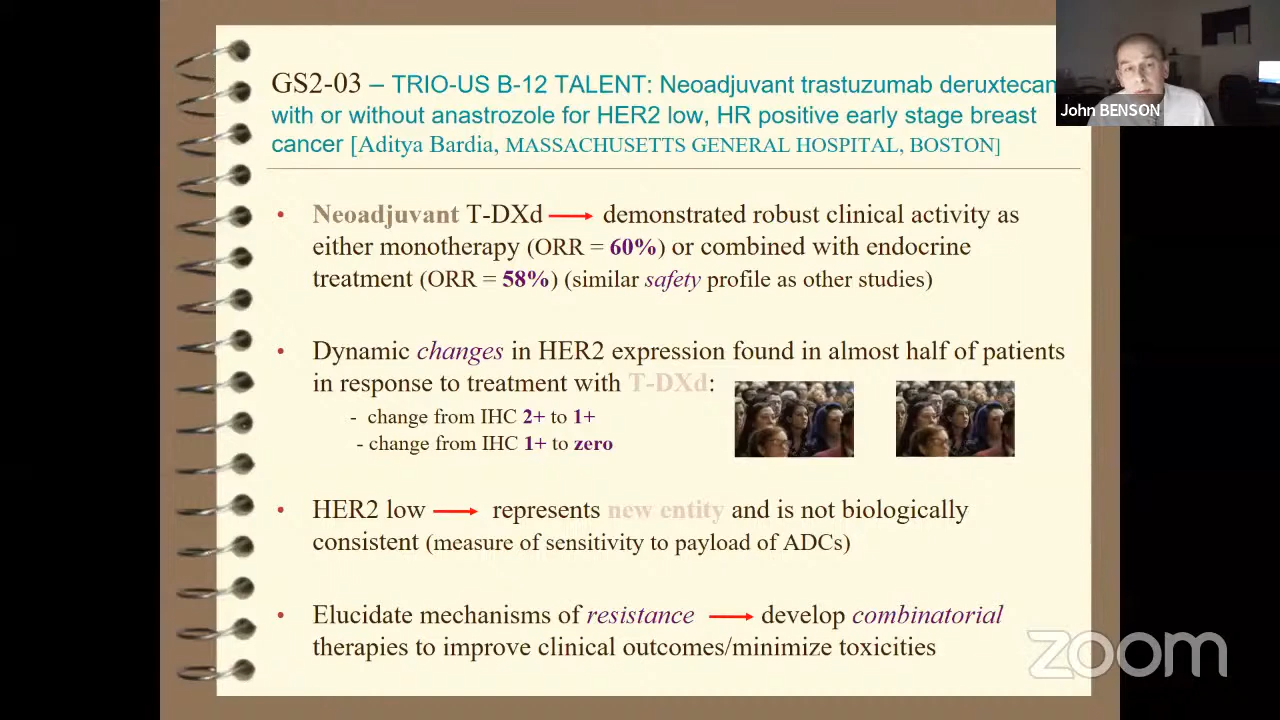 GS2-03 – TRIO-US B-12 TALENT: Neoadjuvant trastuzumab deruxtecan
with or without anastrozole for HER2 low, HR positive early stage breast
cancer [Aditya Bardia, MASSACHUSETTS GENERAL HOSPITAL, BOSTON]
John BENSON
• Neoadjuvant T-DXd → demonstrated robust clinical activity as
either monotherapy (ORR = 60%) or combined with endocrine
treatment (ORR = 58%) (similar safety profile as other studies)
• Dynamic changes in HER2 expression found in almost half of patients
in response to treatment with T-DXd:
- change from IHC 2+ to 1+
- change from IHC 1+ to zero
• HER2 low → represents new entity and is not biologically
consistent (measure of sensitivity to payload of ADCs)
• Elucidate mechanisms of resistance → develop combinatorial
therapies to improve clinical outcomes/minimize toxicities
zoom